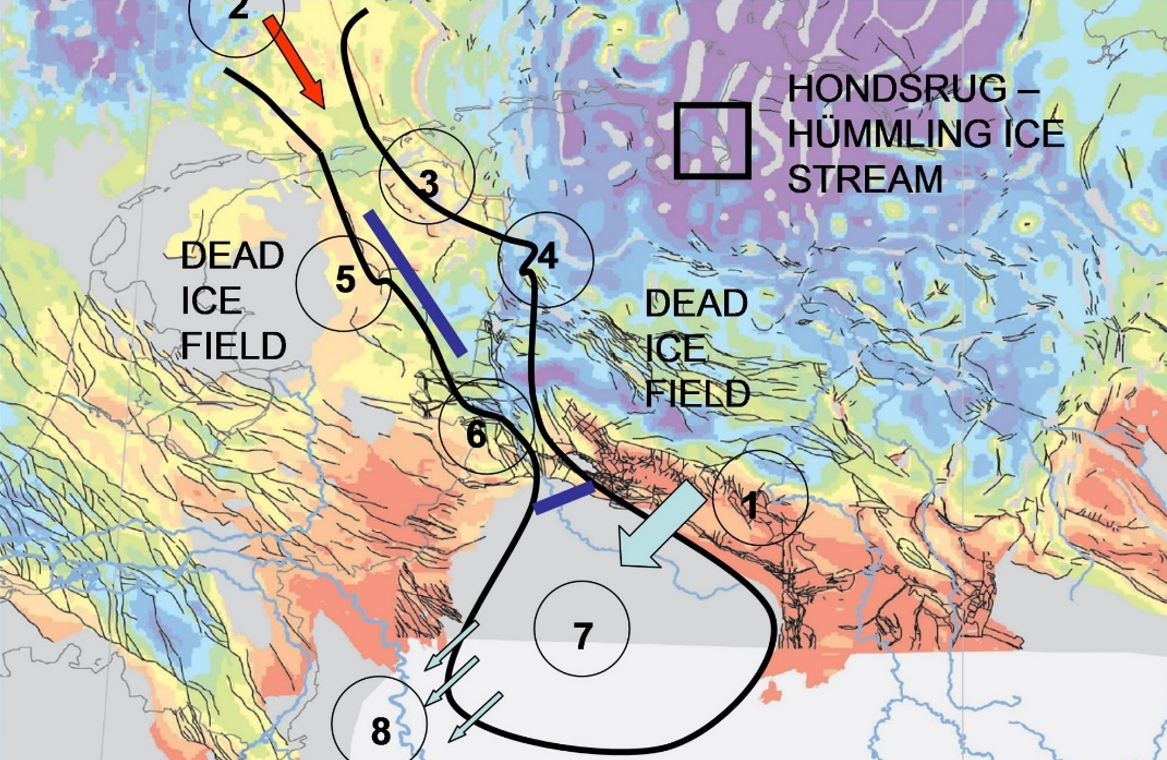 2
HONDSRUG –
HÜMMLING ICE
STREAM
3
DEAD
ICE
FIELD
5
4
DEAD
ICE
FIELD
6
1
7
8